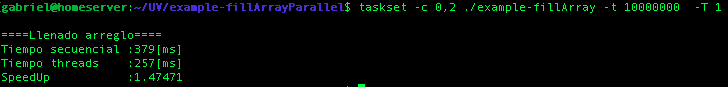 gabriel@homeserver:~/UV/example-fillArrayParallel$ taskset -c 0,2 ./example-fillArray -t 10000000 -T 1
====Llenado arreglo====
Tiempo secuencial :379[ms]
Tiempo threads :257[ms]
SpeedUp :1.47471